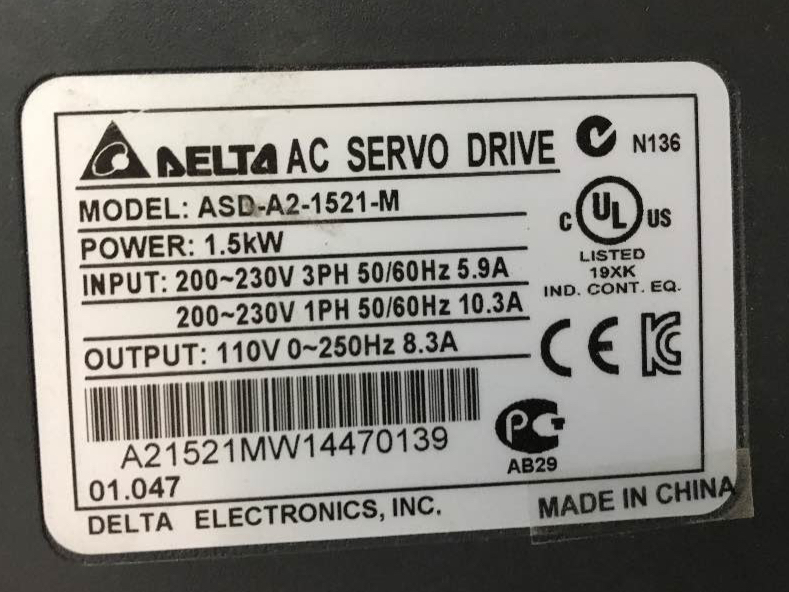 DELTA AC SERVO DRIVE
N136
MODEL: ASD-A2-1521-M
POWER: 1.5kW
INPUT: 200~230V 3PH 50/60Hz 5.9A
200~230V 1PH 50/60Hz 10.3A
OUTPUT: 110V 0~250Hz 8.3A
C UL US
LISTED
19XK
IND. CONT. EQ.
CE
A21521MW14470139
AB29
01.047
DELTA ELECTRONICS, INC.
MADE IN CHINA